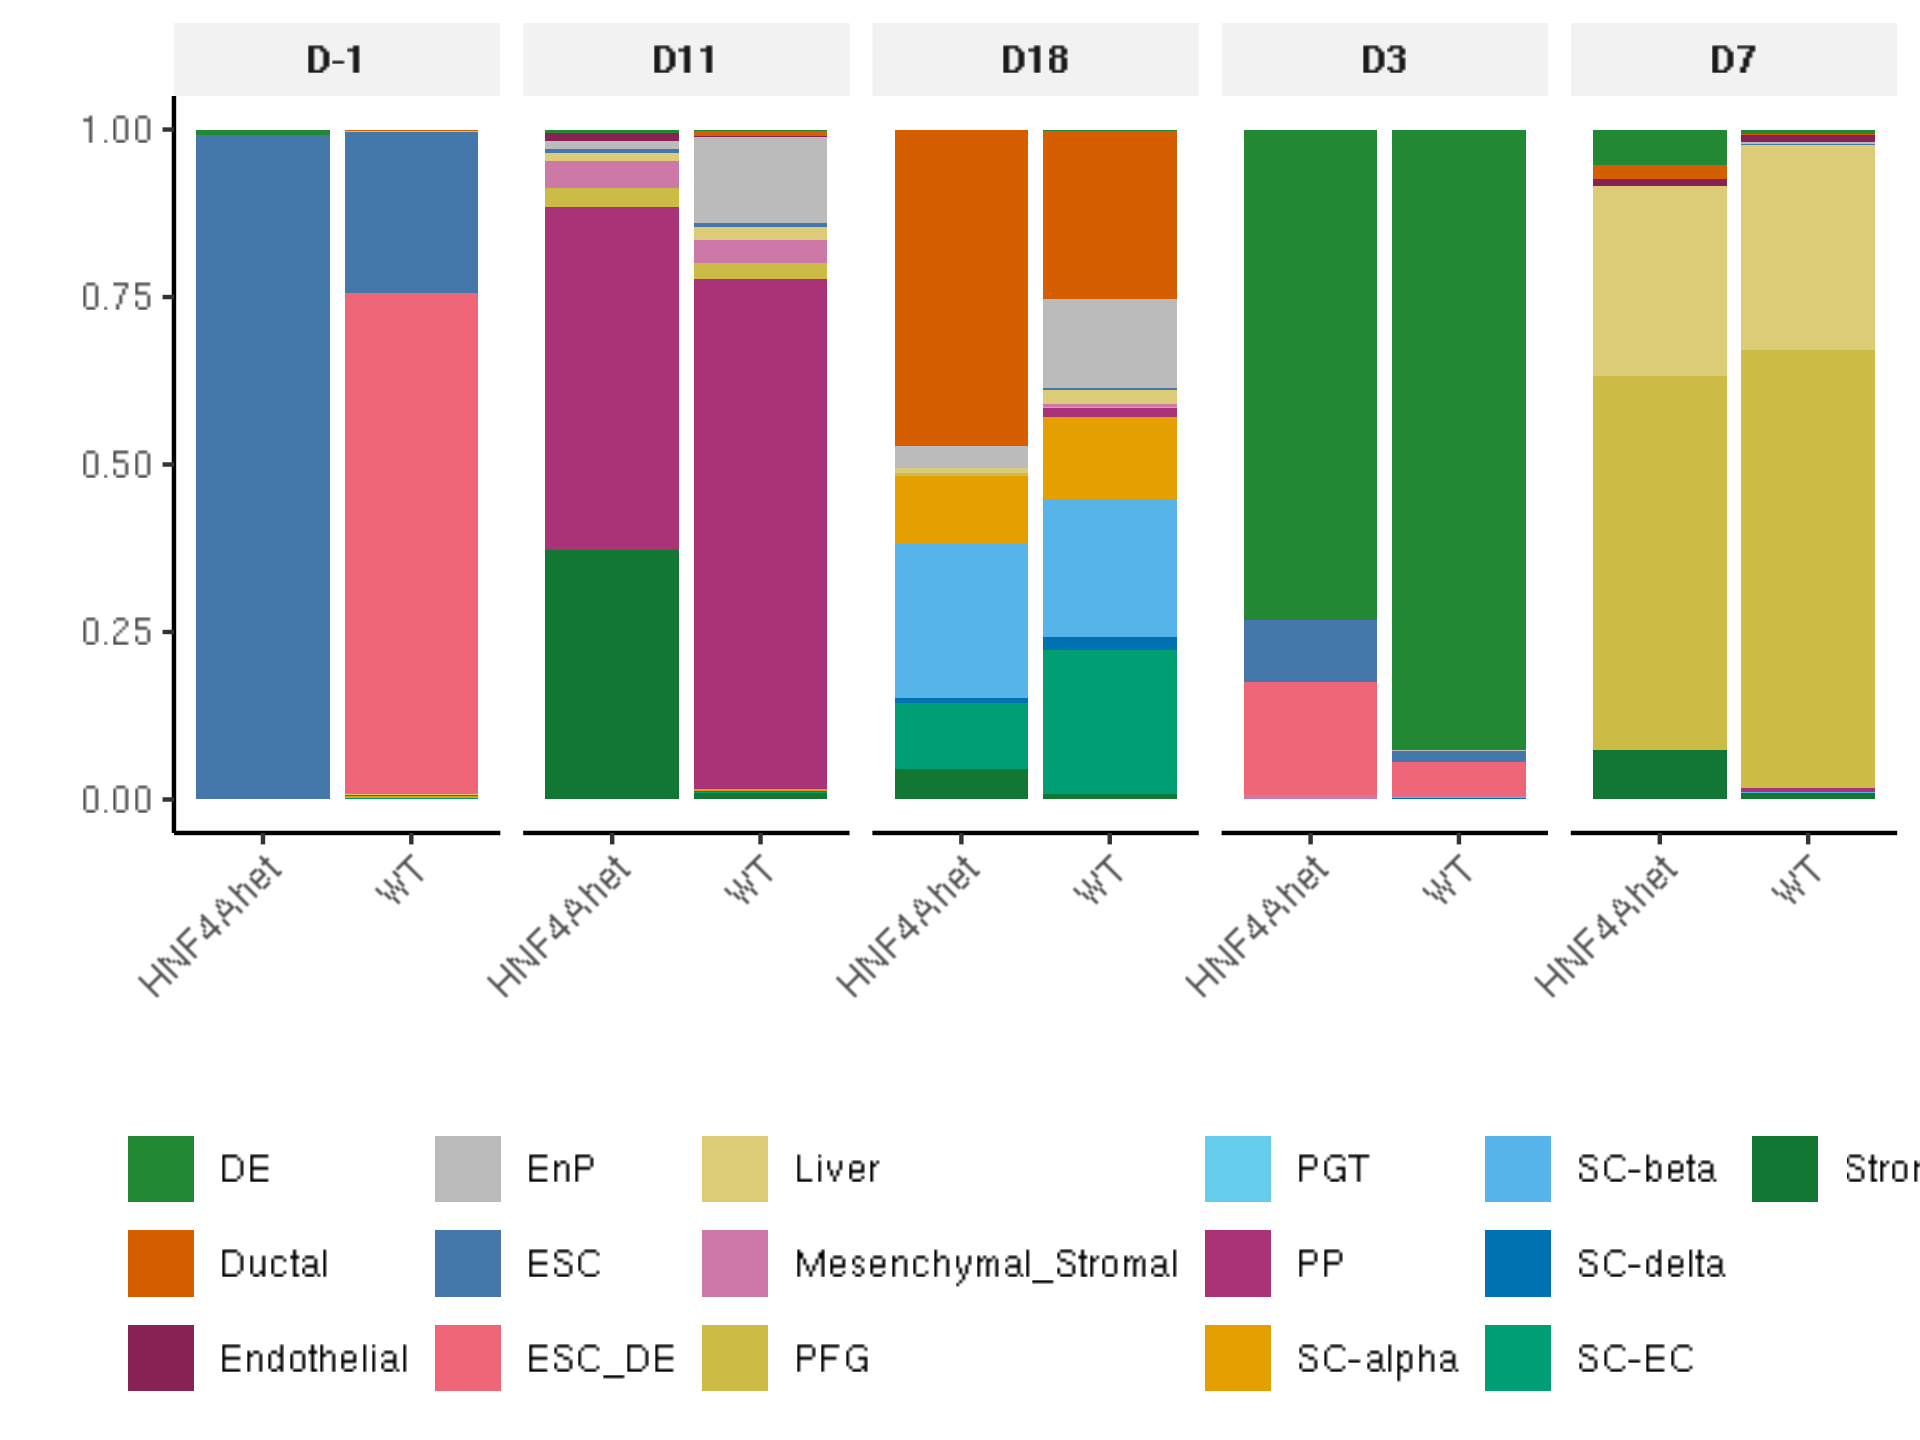 D-1 D11 D18 D3 D7
1.00
0.75
0.50
0.25
0.00
HNF4Ahet WT HNF4Ahet WT HNF4Ahet WT HNF4Ahet WT HNF4Ahet WT
DE EnP Liver PGT SC-beta
Ductal ESC Mesenchymal_Stromal PP SC-delta
Endothelial ESC_DE PFG SC-alpha SC-EC